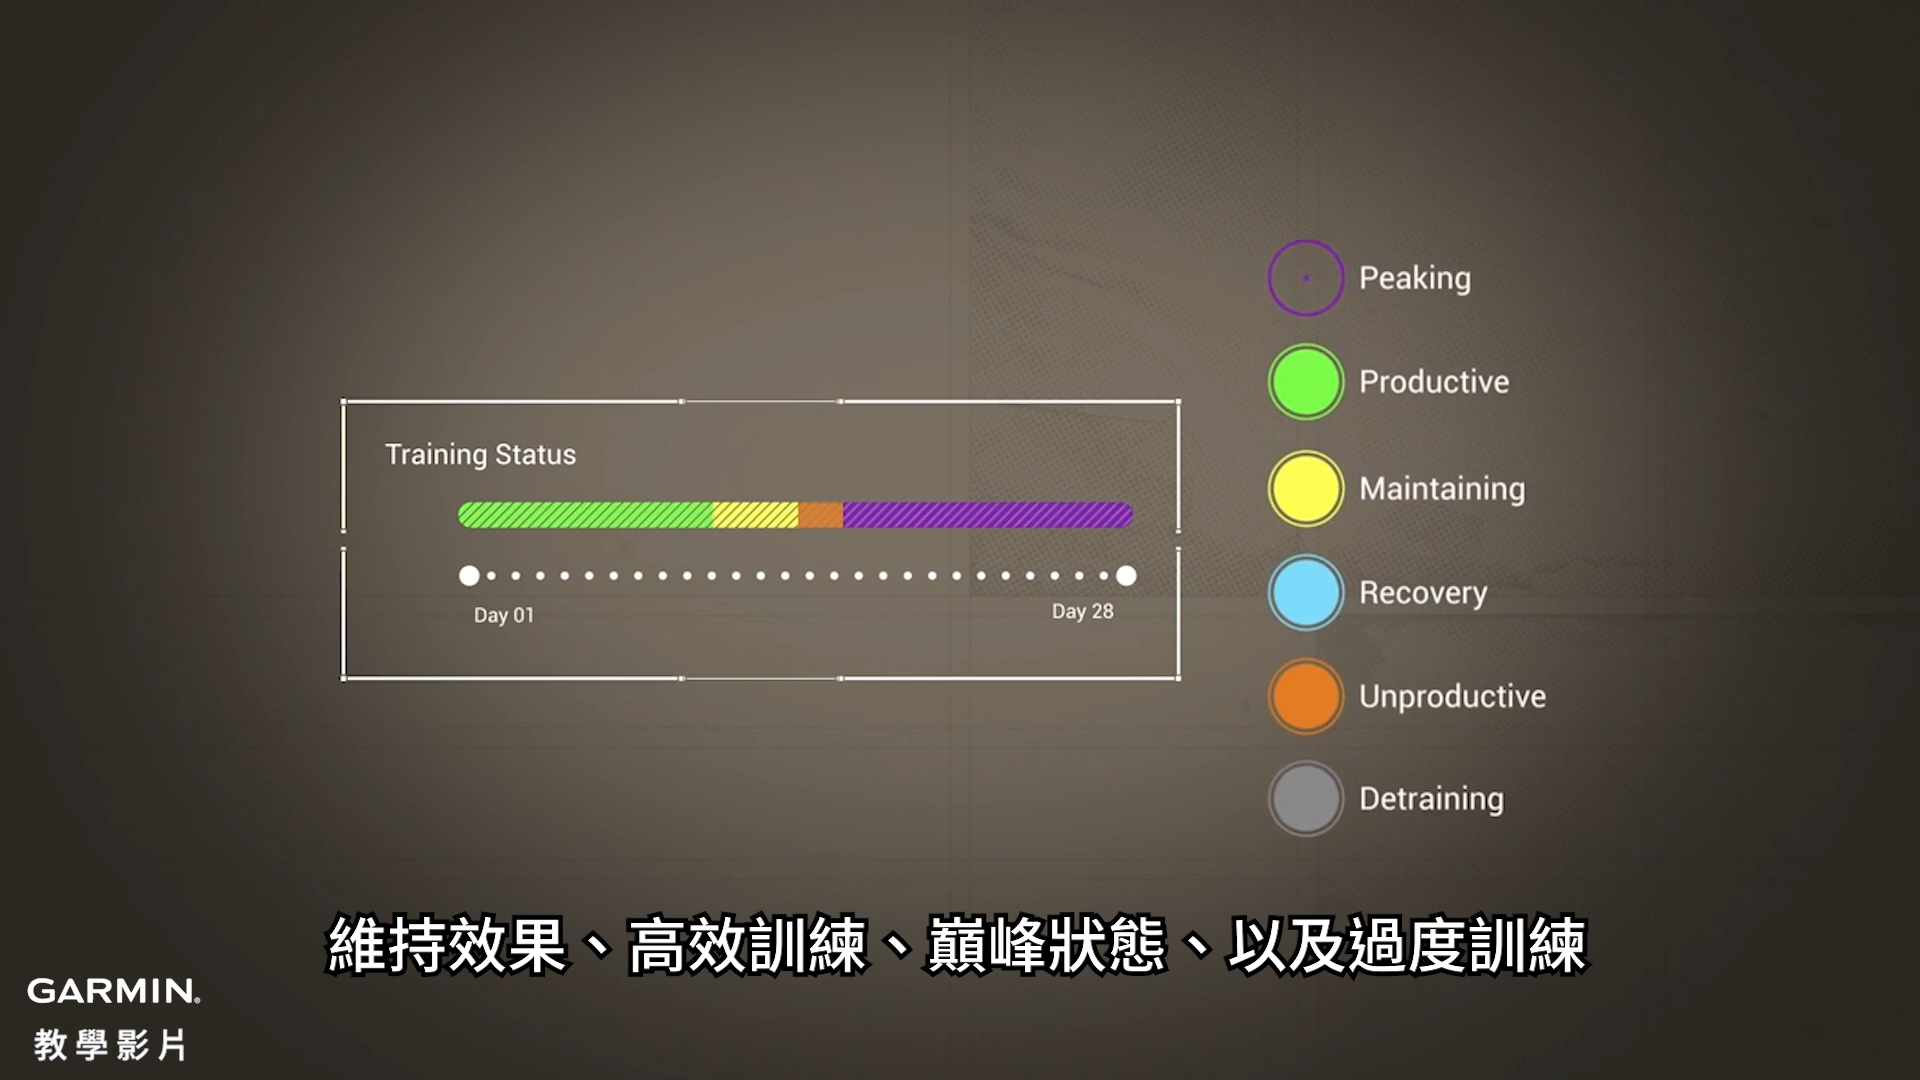 Training Status
Day 01
Day 28
Peaking
Productive
Maintaining
Recovery
Unproductive
Detraining
維持效果、高效訓練、巔峰狀態、以及過度訓練
GARMIN®
教學影片